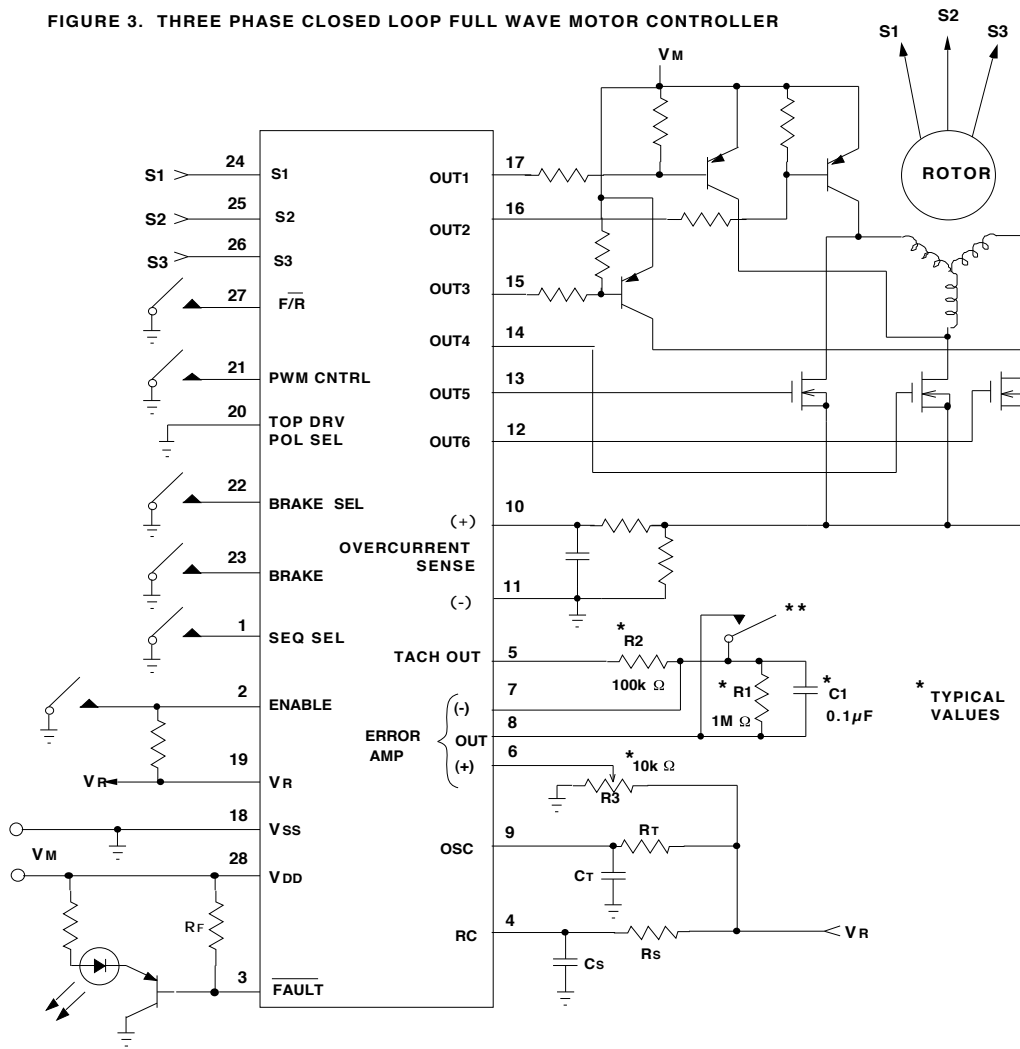 FIGURE 3. THREE PHASE CLOSED LOOP FULL WAVE MOTOR CONTROLLER
S1
S2
S3
ROTOR
VM
S1
24
S1
S2
25
S2
S3
26
S3
27
F/R
21
PWM CNTRL
20
TOP DRV
POL SEL
22
BRAKE SEL
23
BRAKE
1
SEQ SEL
2
ENABLE
19
VR
VR
18
VSS
VM
28
VDD
RF
3
FAULT
OUT1
17
OUT2
16
OUT3
15
OUT4
14
OUT5
13
OUT6
12
(+)
10
OVERCURRENT
SENSE
(-)
11
TACH OUT
5
* R2
100k Ω
**
7
(-)
ERROR
AMP
8
OUT
6
(+)
* R1
1M Ω
* C1
0.1µF
* TYPICAL
VALUES
*10k Ω
R3
OSC
9
RT
CT
RC
4
RS
CS
VR